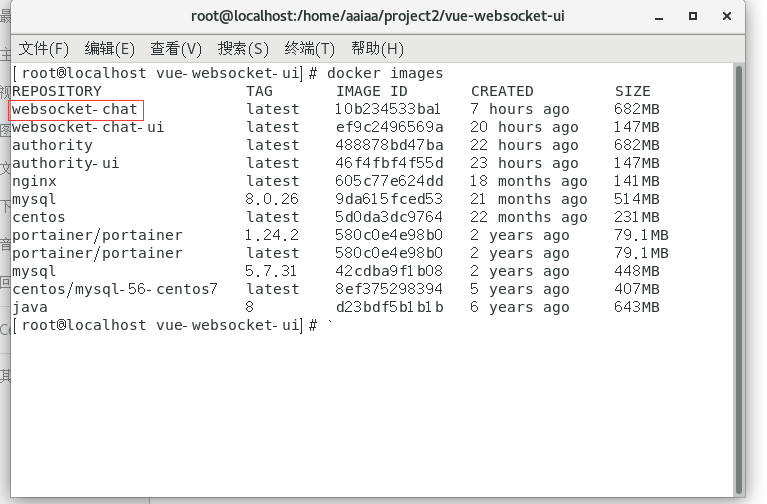 root@localhost:/home/aaiaa/project2/vue-websocket-ui
文件(F) 编辑(E) 查看(V) 搜索(S) 终端(T) 帮助(H)
[root@localhost vue-websocket-ui]# docker images
REPOSITORY TAG IMAGE ID CREATED SIZE
websocket-chat latest 10b234533ba1 7 hours ago 682MB
websocket-chat-ui latest ef9c2496569a 20 hours ago 147MB
authority latest 488878bd47ba 22 hours ago 682MB
authority-ui latest 46f4fbf4f55d 23 hours ago 147MB
nginx latest 605c77e624dd 18 months ago 141MB
mysql 8.0.26 9da615fced53 21 months ago 514MB
centos latest 5d0da3dc9764 22 months ago 231MB
portainer/portainer 1.24.2 580c0e4e98b0 2 years ago 79.1MB
portainer/portainer latest 580c0e4e98b0 2 years ago 79.1MB
mysql 5.7.31 42cdba9f1b08 2 years ago 448MB
centos/mysql-56-centos7 latest 8ef375298394 5 years ago 407MB
java 8 d23bdf5b1b1b 6 years ago 643MB
[root@localhost vue-websocket-ui]# `